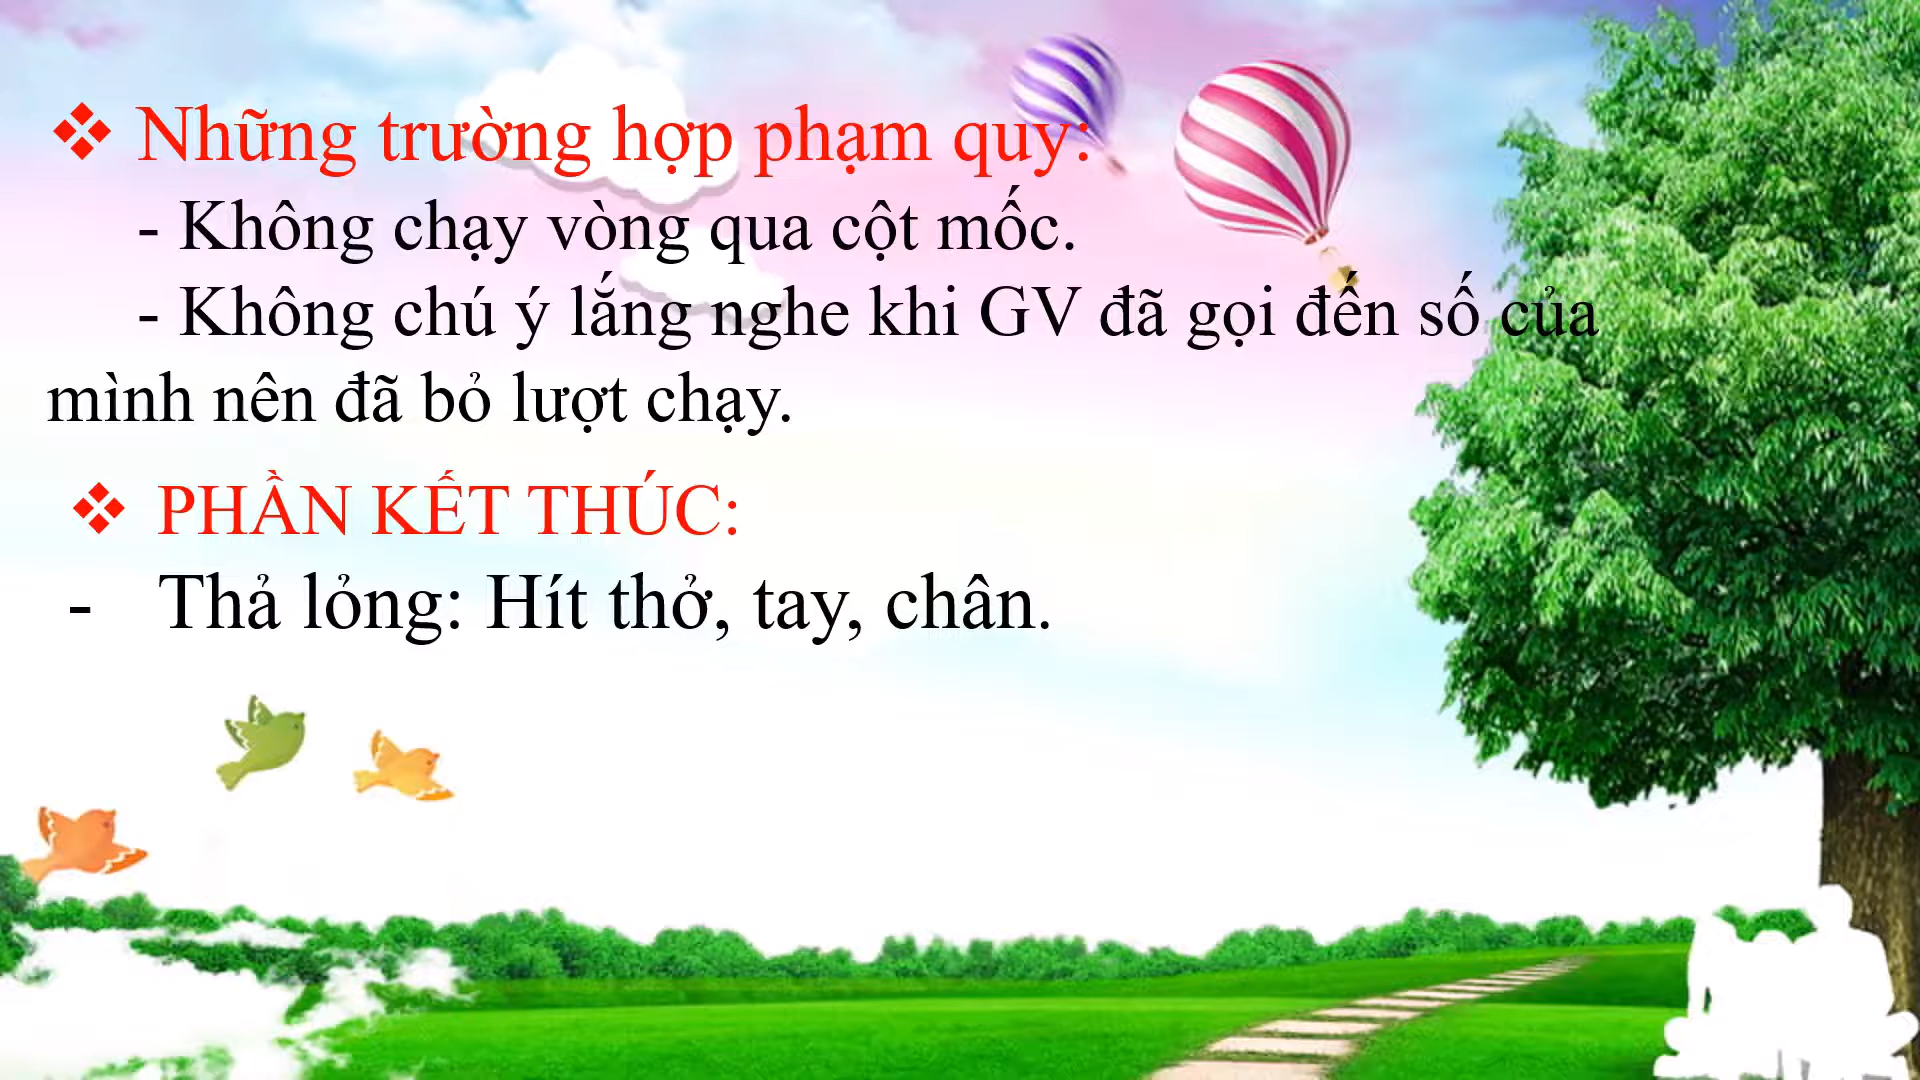 ❖ Những trường hợp phạm quy:
- Không chạy vòng qua cột mốc.
- Không chú ý lắng nghe khi GV đã gọi đến số của
mình nên đã bỏ lượt chạy.
❖ PHẦN KẾT THÚC:
- Thả lỏng: Hít thở, tay, chân.